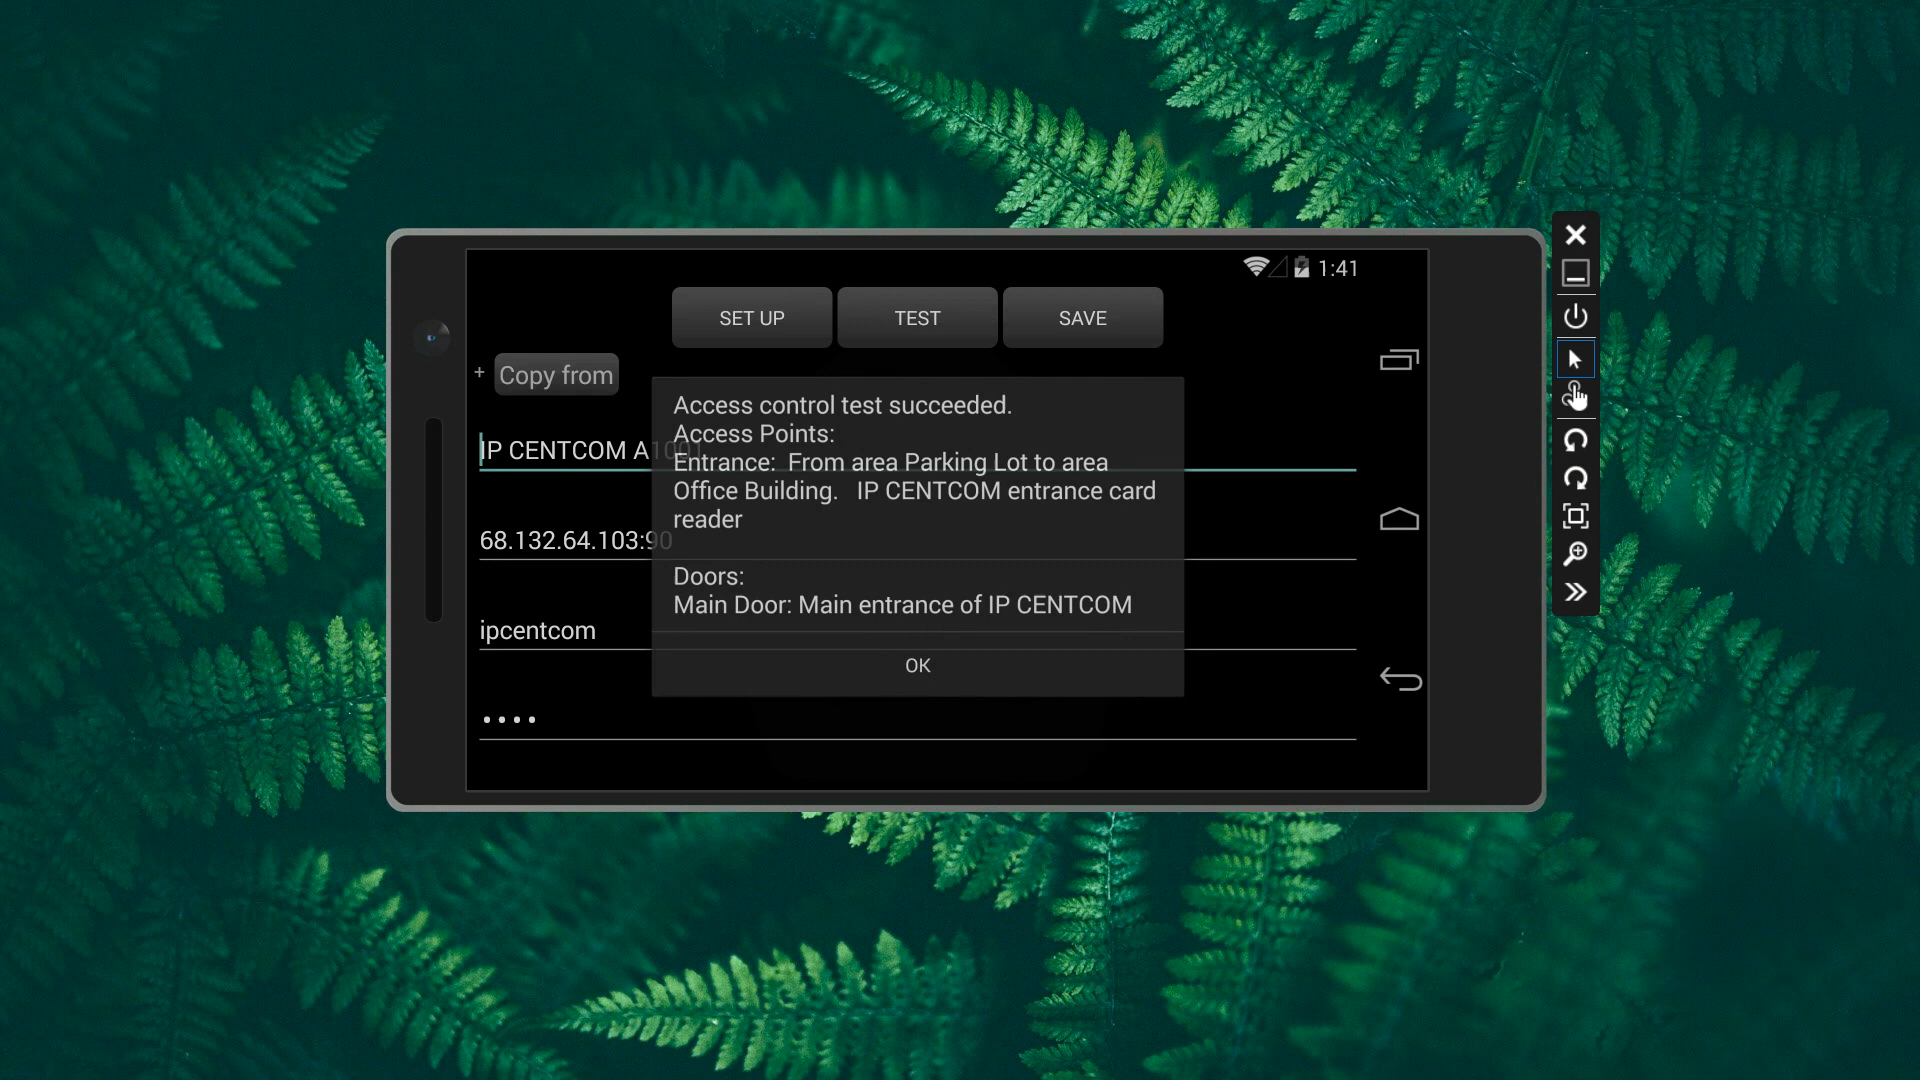 1:41
SET UP
TEST
SAVE
+ Copy from
IP CENTCOM A1001
68.132.64.103:90
ipcentcom
Access control test succeeded.
Access Points:
Entrance: From area Parking Lot to area
Office Building. IP CENTCOM entrance card
reader
Doors:
Main Door: Main entrance of IP CENTCOM
OK